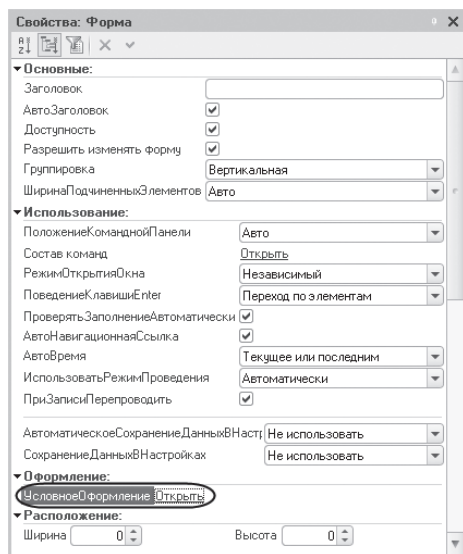 Свойства: Форма
Основные:
Заголовок
АвтоЗаголовок
Доступность
Разрешить изменять форму
Группировка Вертикальная
ШиринаПодчиненныхЭлементов Авто
Использование:
ПоложениеКоманднойПанели Авто
Состав команд Открыть
РежимОткрытияОкна Независимый
ПоведениеКлавишиEnter Переход по элементам
ПроверятьЗаполнениеАвтоматически
АвтоНавигационнаяСсылка
АвтоВремя Текущее или последним
ИспользоватьРежимПроведения Автоматически
ПриЗаписиПерепроводить
АвтоматическоеСохранениеДанныхВНастр Не использовать
СохранениеДанныхВНастройках Не использовать
Оформление:
УсловноеОформление Открыть
Расположение:
Ширина 0 Высота 0